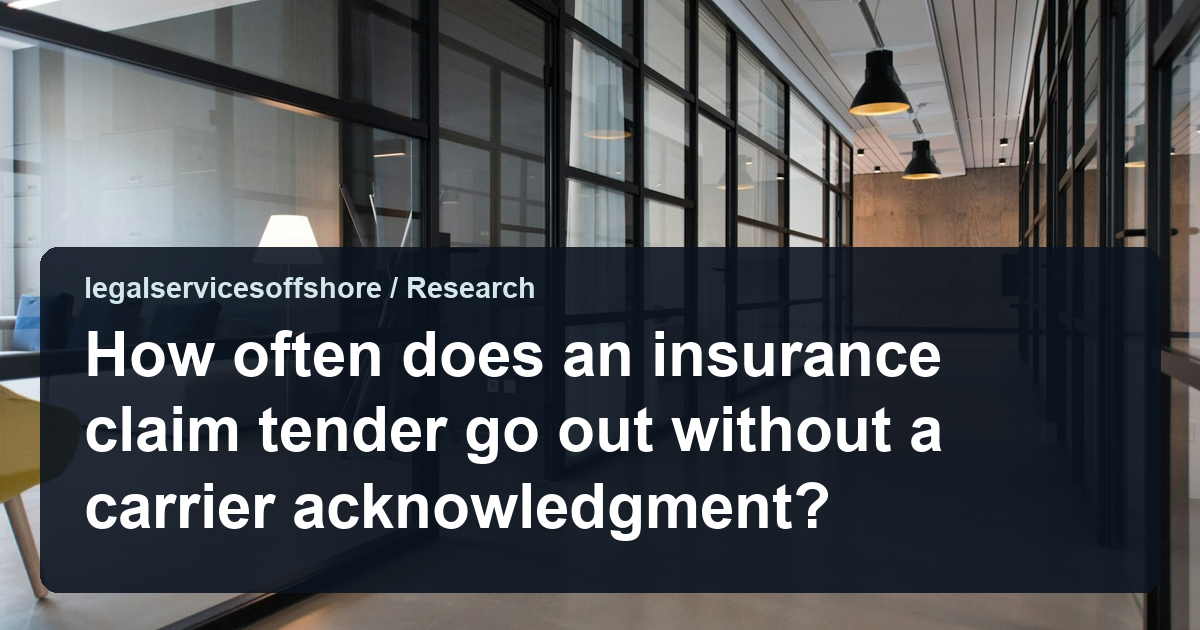 legalservicesoffshore / Research
How often does an insurance
claim tender go out without a
carrier acknowledgment?